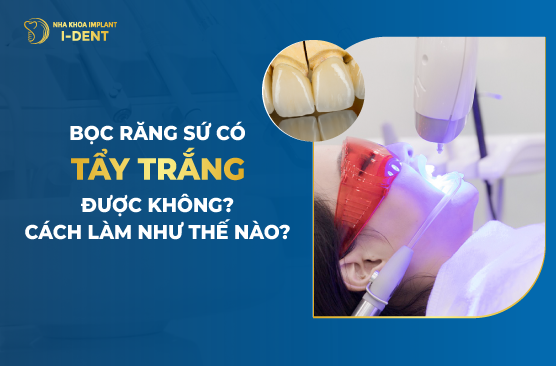 NHA KHOA IMPLANT
I-DENT
BỌC RĂNG SỨ CÓ
TẨY TRẮNG
ĐƯỢC KHÔNG?
CÁCH LÀM NHƯ THẾ NÀO?